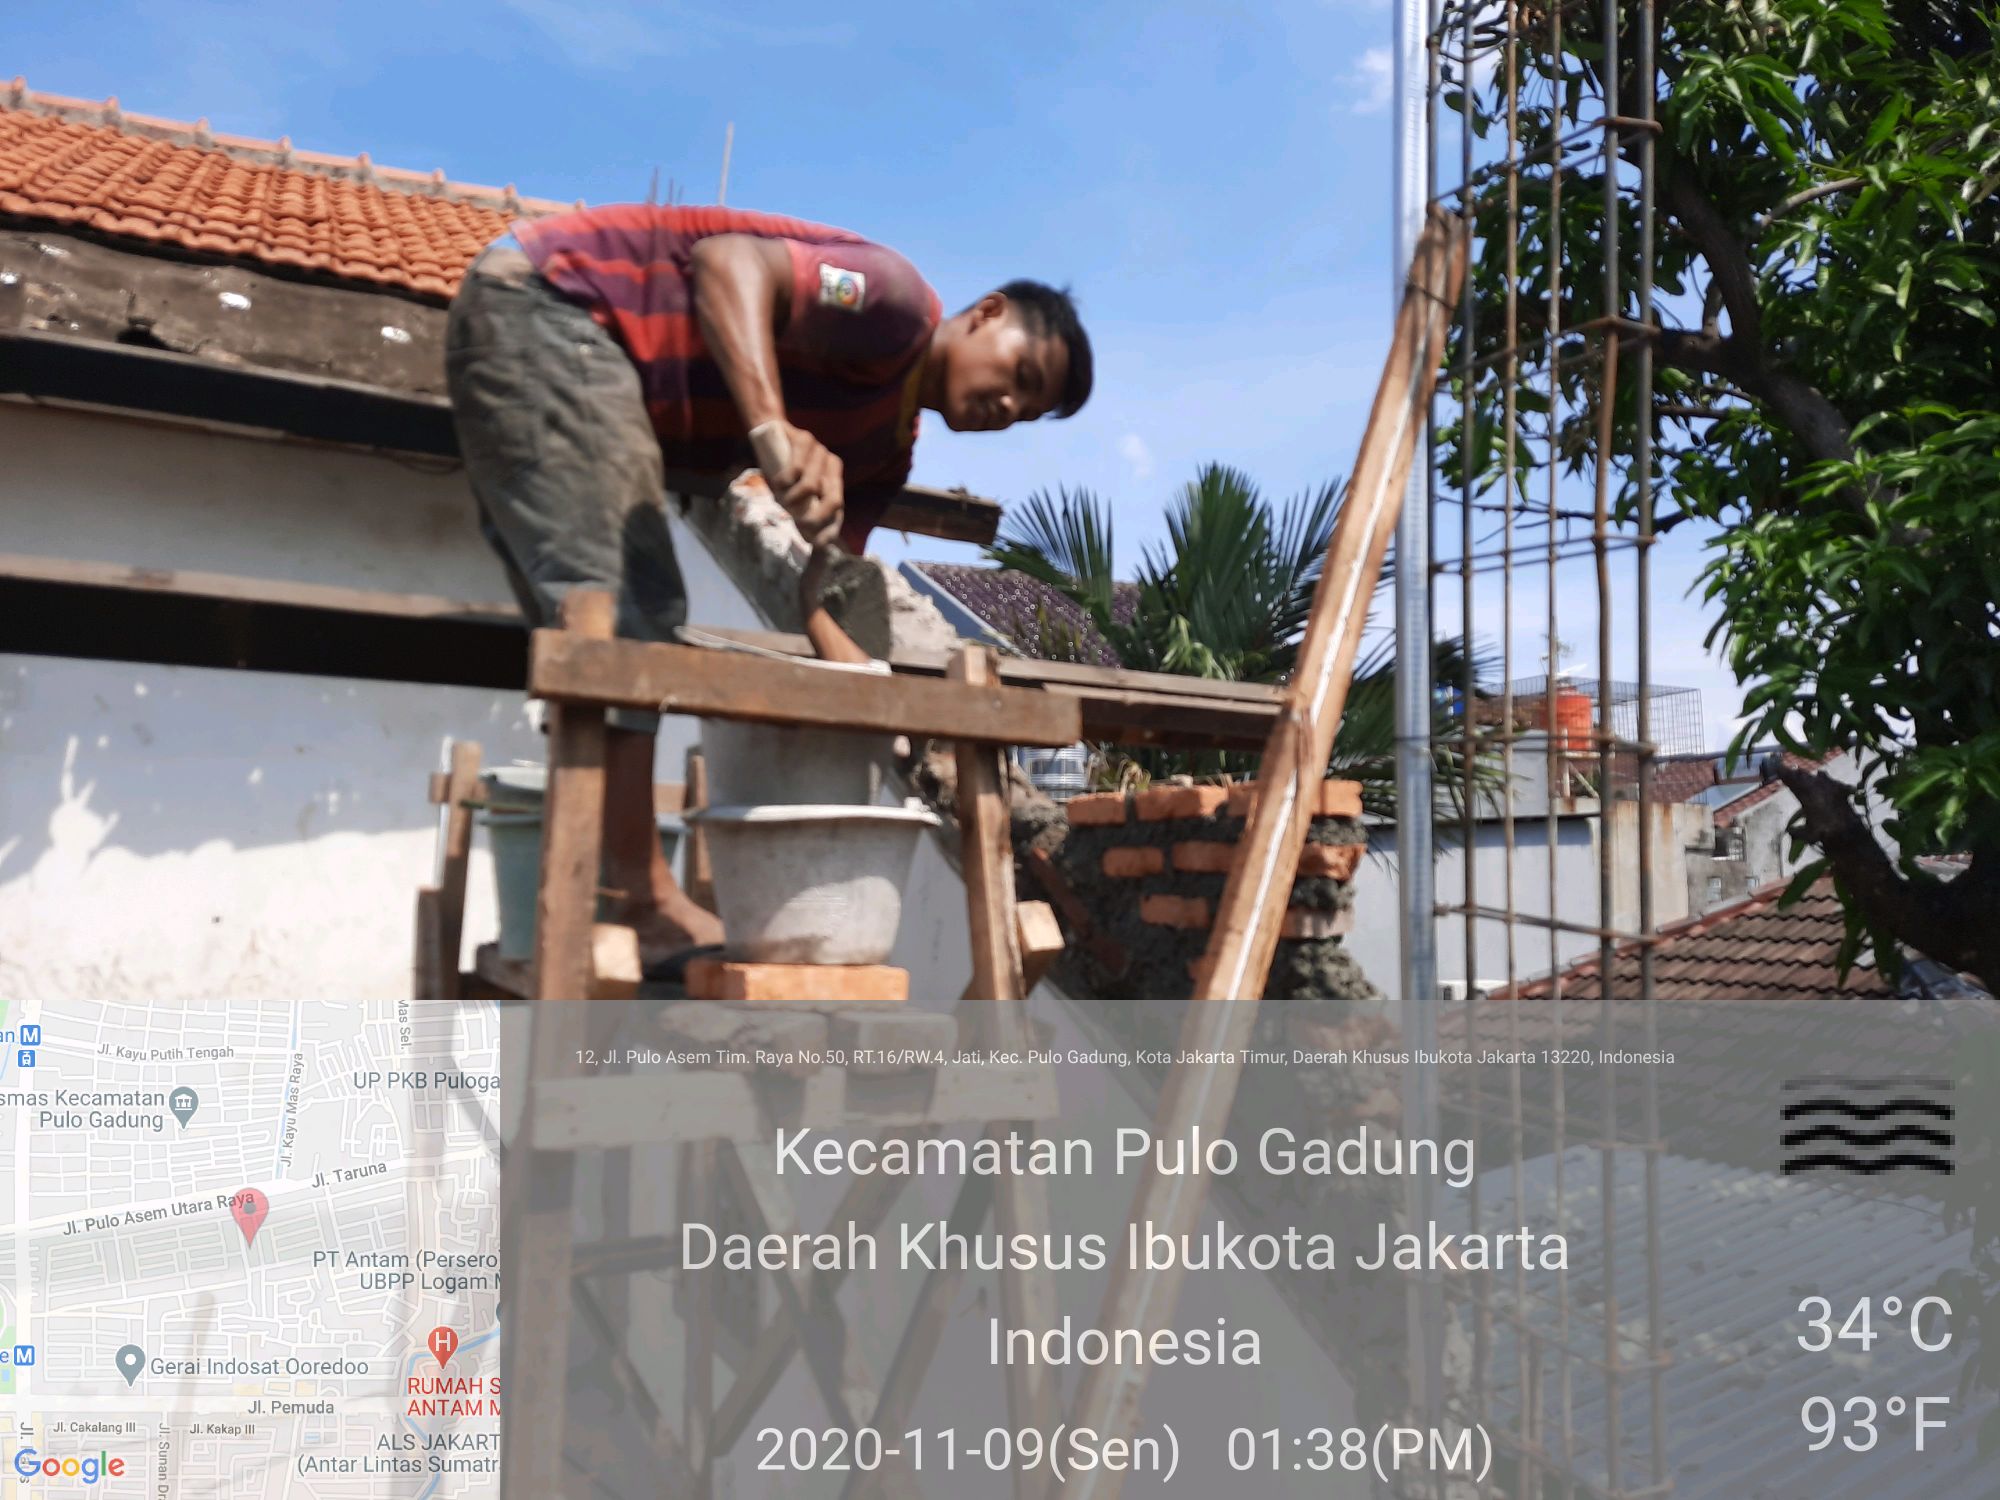 12, Jl. Pulo Asem Tim. Raya No.50, RT.16/RW.4, Jati, Kec. Pulo Gadung, Kota Jakarta Timur, Daerah Khusus Ibukota Jakarta 13220, Indonesia
Kecamatan Pulo Gadung
Daerah Khusus Ibukota Jakarta
Indonesia
2020-11-09(Sen) 01:38(PM)
34°C
93°F
M
Jl. Kayu Putih Tengah
Mas Sel.
Jl. Kayu Mas Raya
UP PKB Puloga
smas Kecamatan
Pulo Gadung
Jl. Taruna
Jl. Pulo Asem Utara Raya
PT Antam (Persero)
UBPP Logam M
M
H
Gerai Indosat Ooredoo
RUMAH S
ANTAM M
Jl. Pemuda
Jl. Cakalang III
Jl. Kakap III
ALS JAKART
(Antar Lintas Sumatr
Google